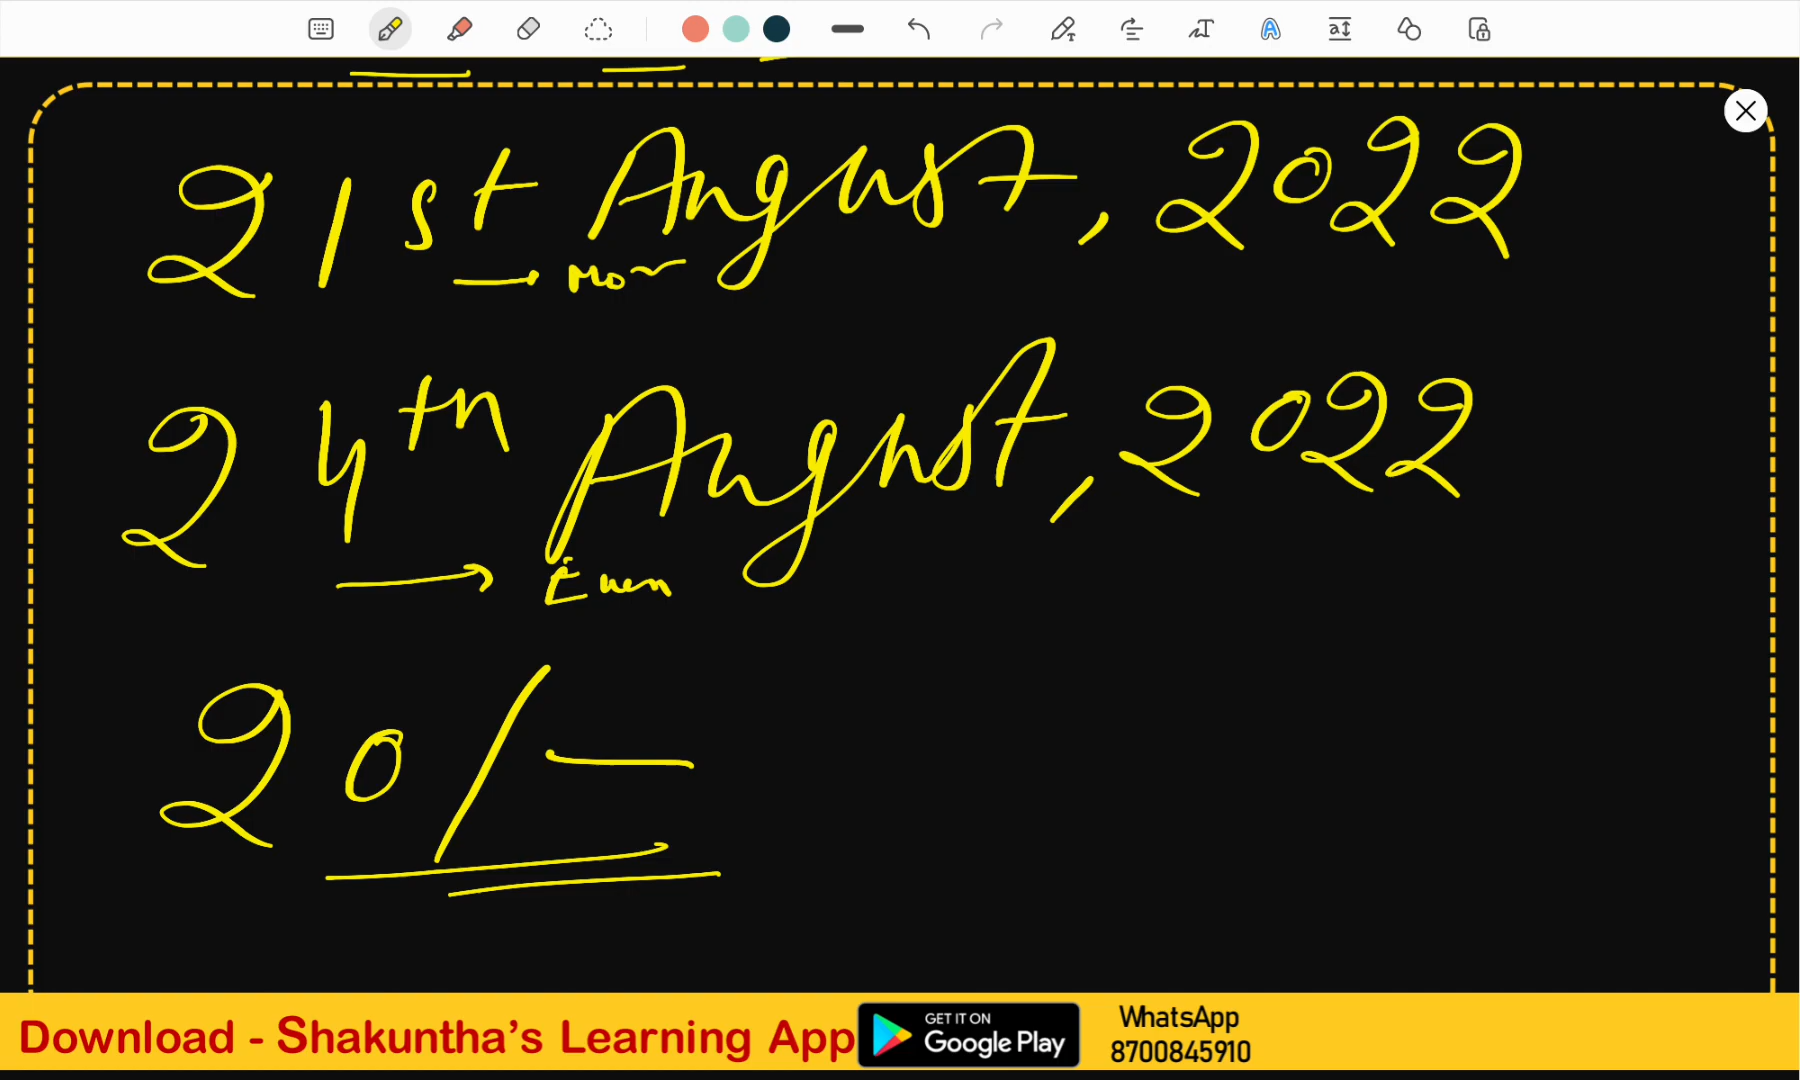 21st August, 2022
→ Mo
24th August, 2022
→ Even
20/-
Download - Shakuntha's Learning App
GET IT ON
Google Play
WhatsApp
8700845910